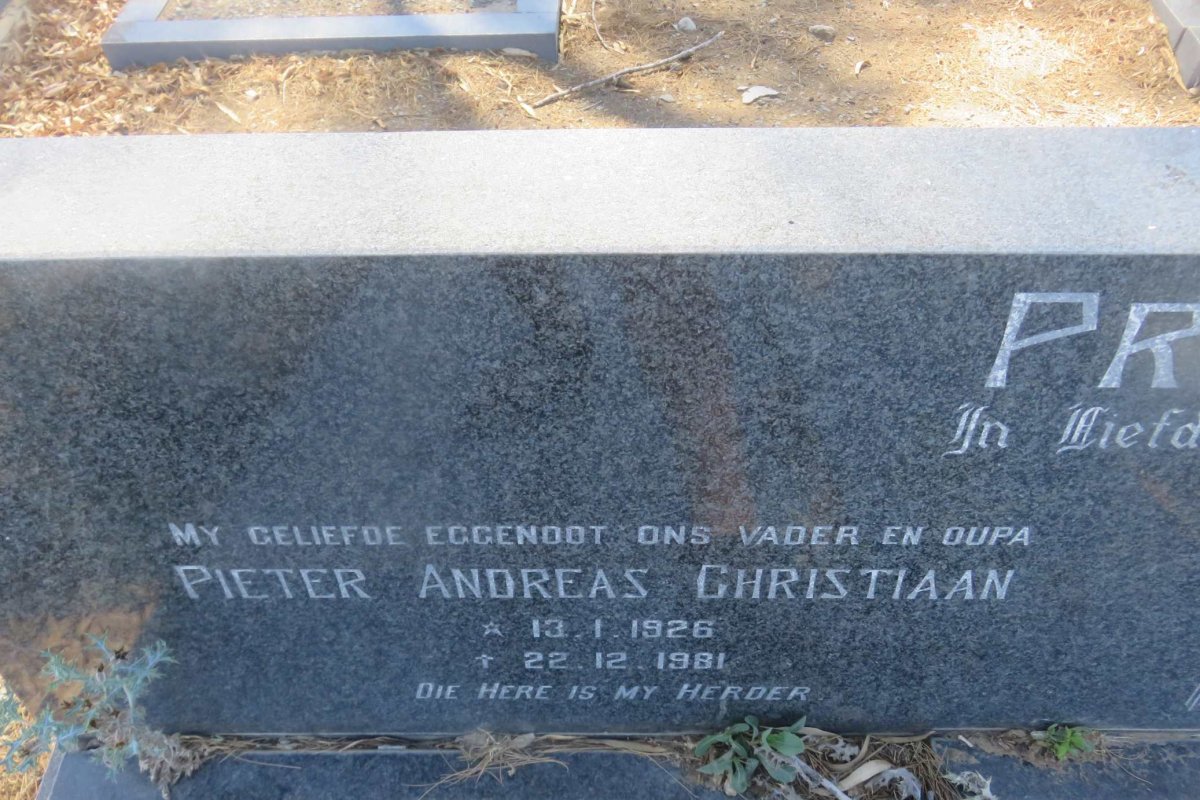 PR
In Liefd
My geliefde eggenoot ons vader en oupa
Pieter Andreas Christiaan
☆ 13.1.1926
† 22.12.1981
Die Here is my Herder